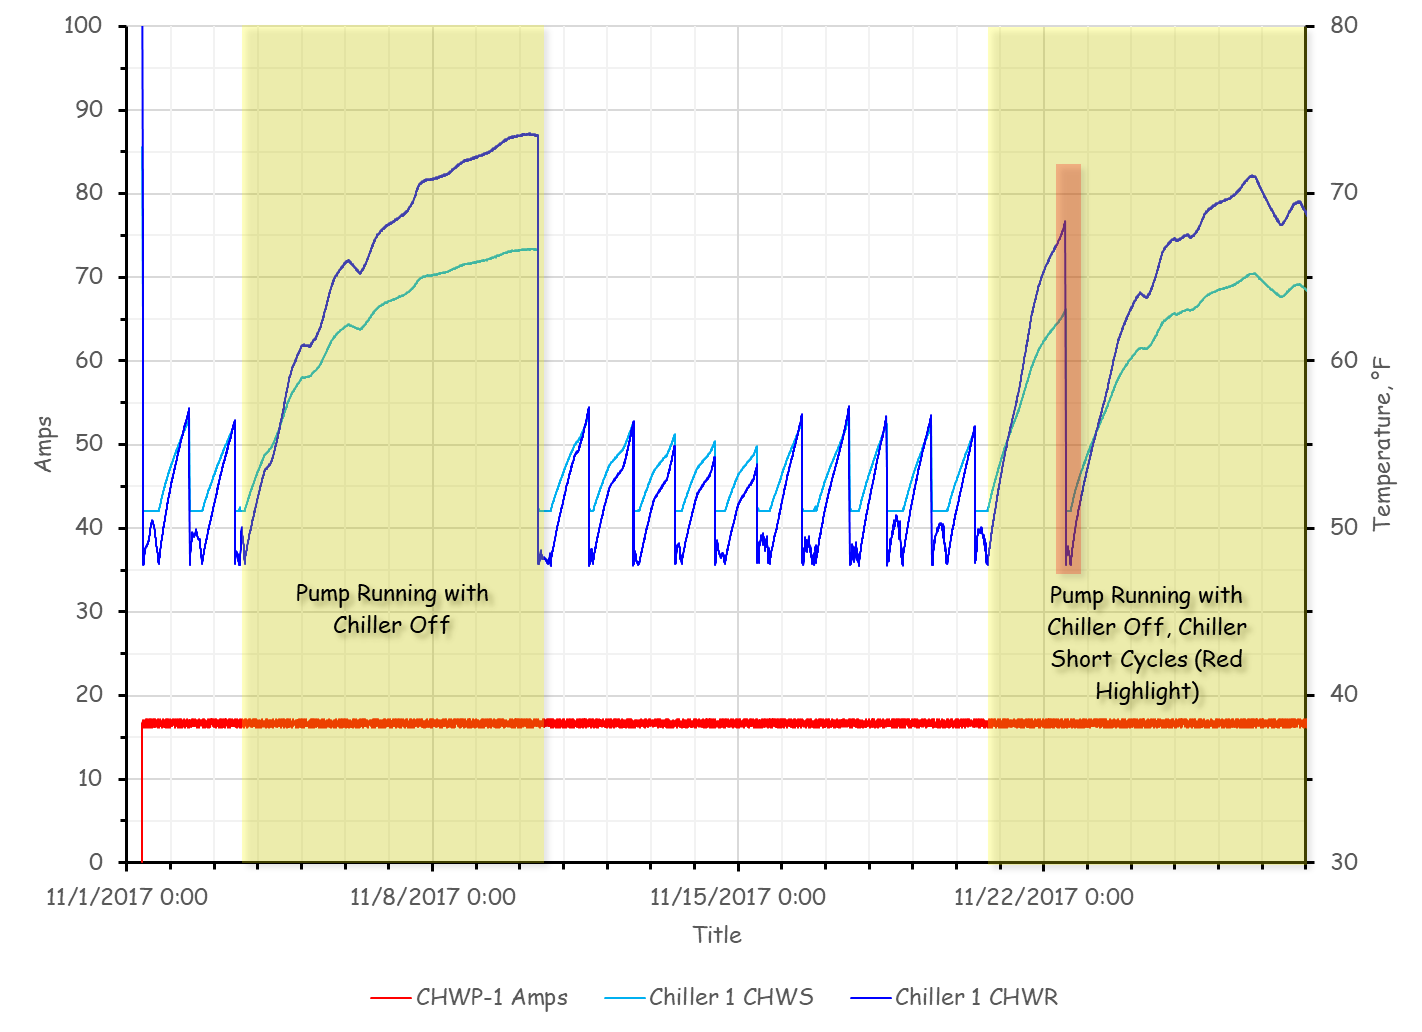 100
90
80
70
60
50
40
30
20
10
0
Amps
80
70
60
50
40
30
Temperature, °F
Pump Running with
Chiller Off
Pump Running with
Chiller Off, Chiller
Short Cycles (Red
Highlight)
11/1/2017 0:00 11/8/2017 0:00 11/15/2017 0:00 11/22/2017 0:00
Title
CHWP-1 Amps Chiller 1 CHWS Chiller 1 CHWR